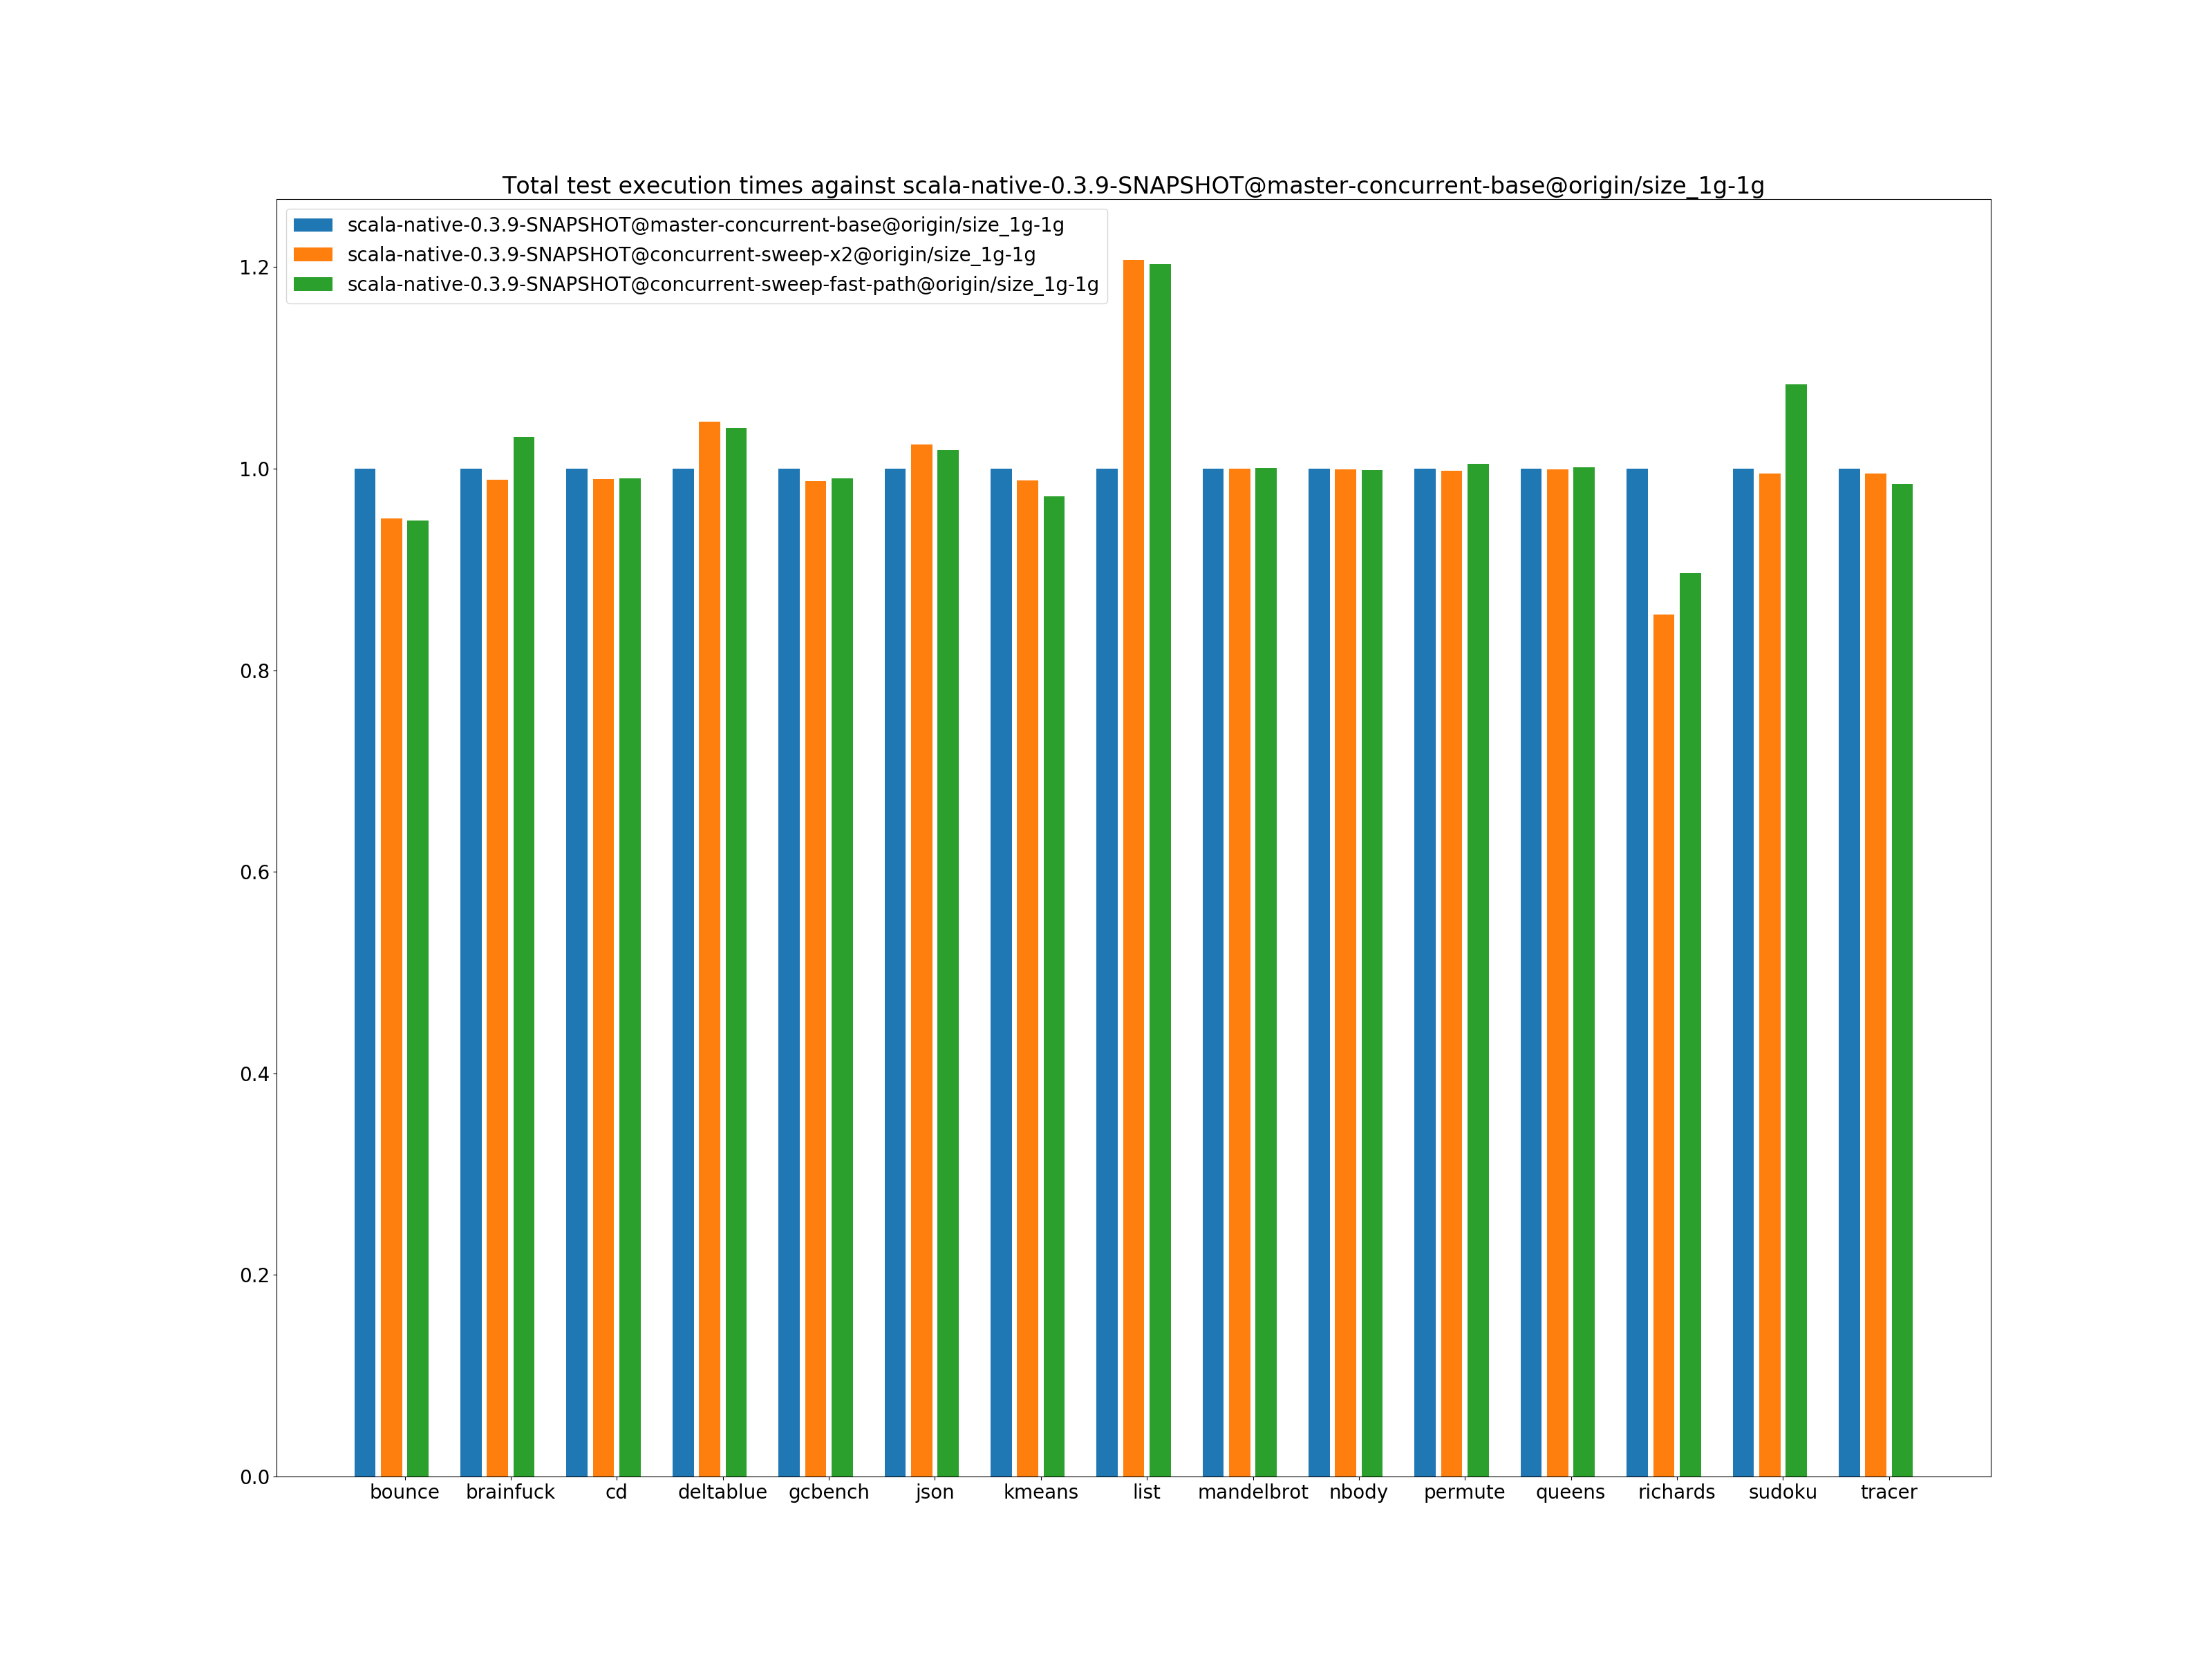 Total test execution times against scala-native-0.3.9-SNAPSHOT@master-concurrent-base@origin/size_1g-1g
scala-native-0.3.9-SNAPSHOT@master-concurrent-base@origin/size_1g-1g
scala-native-0.3.9-SNAPSHOT@concurrent-sweep-x2@origin/size_1g-1g
scala-native-0.3.9-SNAPSHOT@concurrent-sweep-fast-path@origin/size_1g-1g
1.2
1.0
0.8
0.6
0.4
0.2
0.0
bounce brainfuck cd deltablue gcbench json kmeans list mandelbrot nbody permute queens richards sudoku tracer